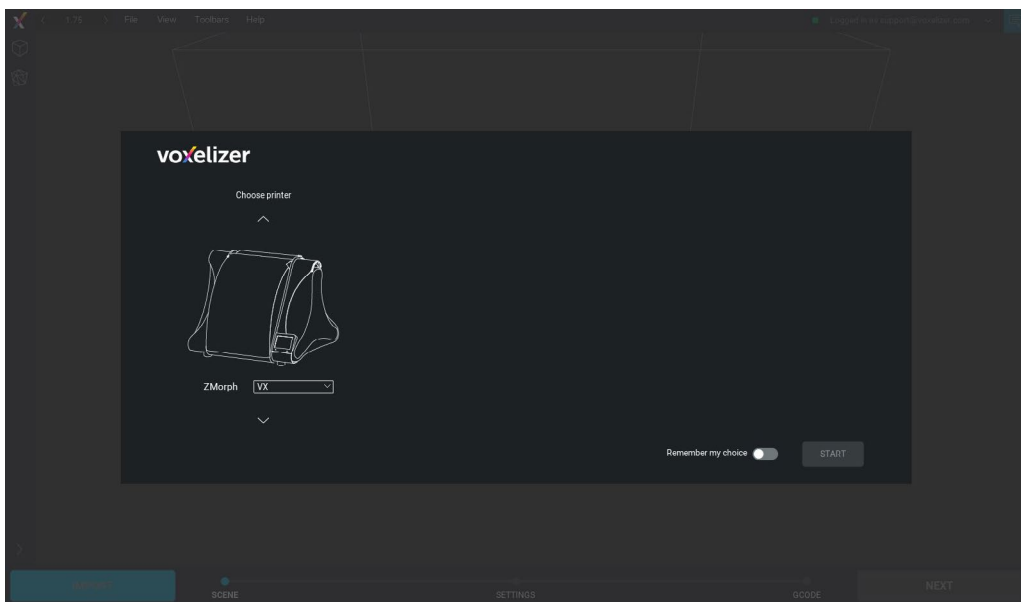 1.75 File View Toolbars Help
Logged in as support@voxelizer.com
voxelizer
Choose printer
ZMorph VX
Remember my choice START
SCENE SETTINGS GCODE NEXT